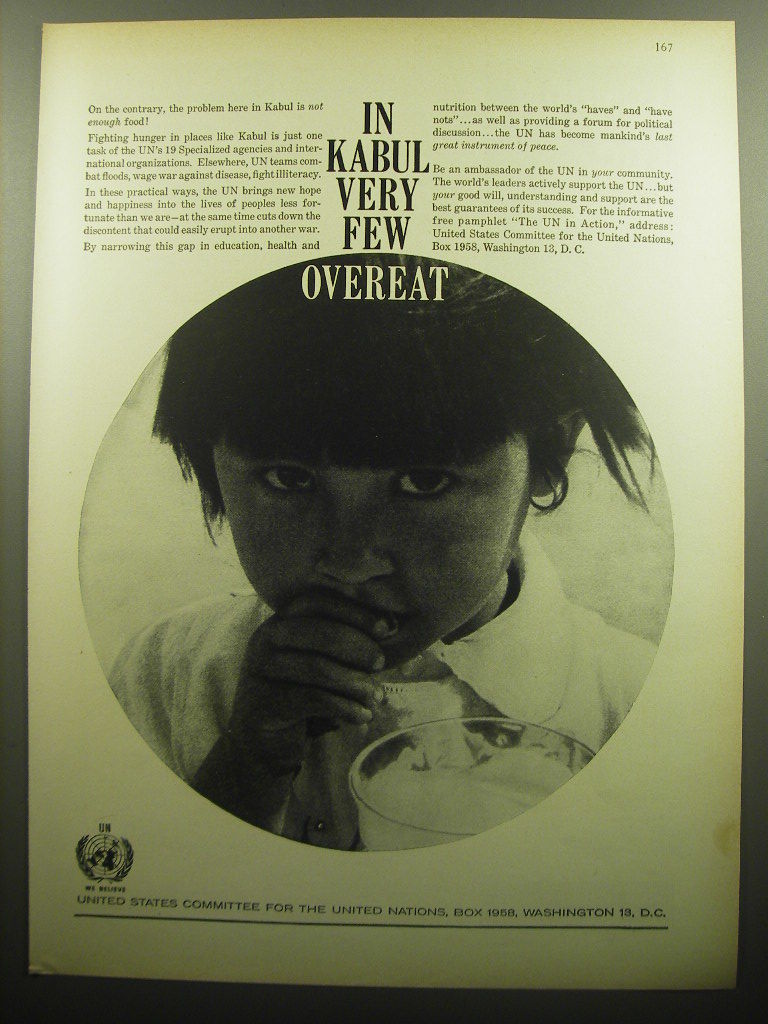 167
On the contrary, the problem here in Kabul is not
enough food!
Fighting hunger in places like Kabul is just one
task of the UN's 19 Specialized agencies and inter-
national organizations. Elsewhere, UN teams com-
bat floods, wage war against disease, fight illiteracy.
In these practical ways, the UN brings new hope
and happiness into the lives of peoples less for-
tunate than we are—at the same time cuts down the
discontent that could easily erupt into another war.
By narrowing this gap in education, health and
IN
KABUL
VERY
FEW
OVEREAT
nutrition between the world's "haves" and "have
nots"...as well as providing a forum for political
discussion...the UN has become mankind's last
great instrument of peace.
Be an ambassador of the UN in your community.
The world's leaders actively support the UN...but
your good will, understanding and support are the
best guarantees of its success. For the informative
free pamphlet "The UN in Action," address:
United States Committee for the United Nations,
Box 1958, Washington 13, D. C.
UN
WE BELIEVE
UNITED STATES COMMITTEE FOR THE UNITED NATIONS, BOX 1958, WASHINGTON 13, D.C.